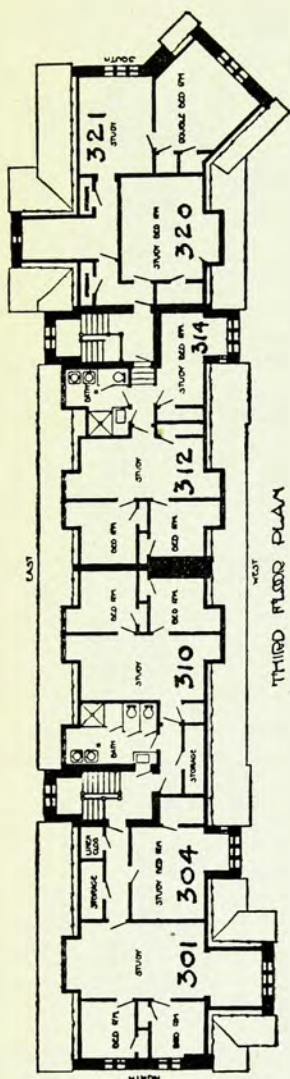 SOUTH
STUDY
321
DOUBLE BED RM
STUDY BED RM.
320
BATH
STUDY BED RM.
314
STUDY
312
BED RM.
BED RM.
EAST
WEST
BED RM.
BED RM.
STUDY
310
BATH
STORAGE
LINEN
CLOS
STORAGE
STUDY BED RM
304
STUDY
301
BED RM.
BED RM.
NORTH
THIRD FLOOR PLAN